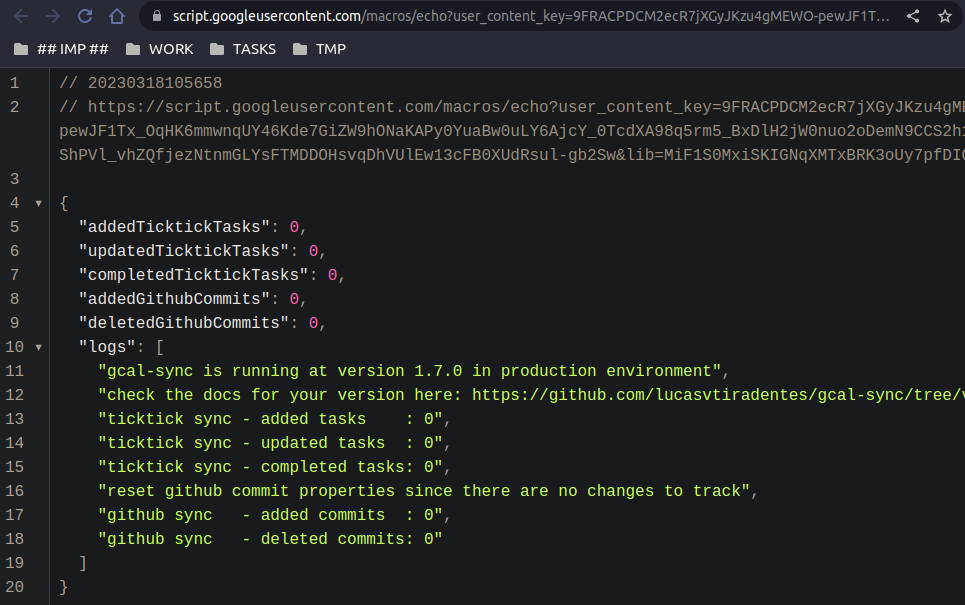 script.googleusercontent.com/macros/echo?user_content_key=9FRACPDCM2ecR7jXGyJKzu4gMEWO-pewJF1T...
## IMP ## WORK TASKS TMP
1 // 20230318105658
2 // https://script.googleusercontent.com/macros/echo?user_content_key=9FRACPDCM2ecR7jXGyJKzu4gME
pewJF1Tx_OqHK6mmwnqUY46Kde7GiZW9hONaKAPy0YuaBw0uLY6AjcY_0TcdXA98q5rm5_BxDlH2jW0nuo2oDemN9CCS2h1
ShPVl_vhZQfjezNtnmGLYsFTMDDOHsvqDhVUlEw13cFB0XUdRsul-gb2Sw&lib=MiF1S0MxiSKIGNqXMTxBRK3oUy7pfDIC
3
4 {
5 "addedTicktickTasks": 0,
6 "updatedTicktickTasks": 0,
7 "completedTicktickTasks": 0,
8 "addedGithubCommits": 0,
9 "deletedGithubCommits": 0,
10 "logs": [
11 "gcal-sync is running at version 1.7.0 in production environment",
12 "check the docs for your version here: https://github.com/lucasvtiradentes/gcal-sync/tree/v
13 "ticktick sync - added tasks    : 0",
14 "ticktick sync - updated tasks  : 0",
15 "ticktick sync - completed tasks: 0",
16 "reset github commit properties since there are no changes to track",
17 "github sync   - added commits  : 0",
18 "github sync   - deleted commits: 0"
19 ]
20 }